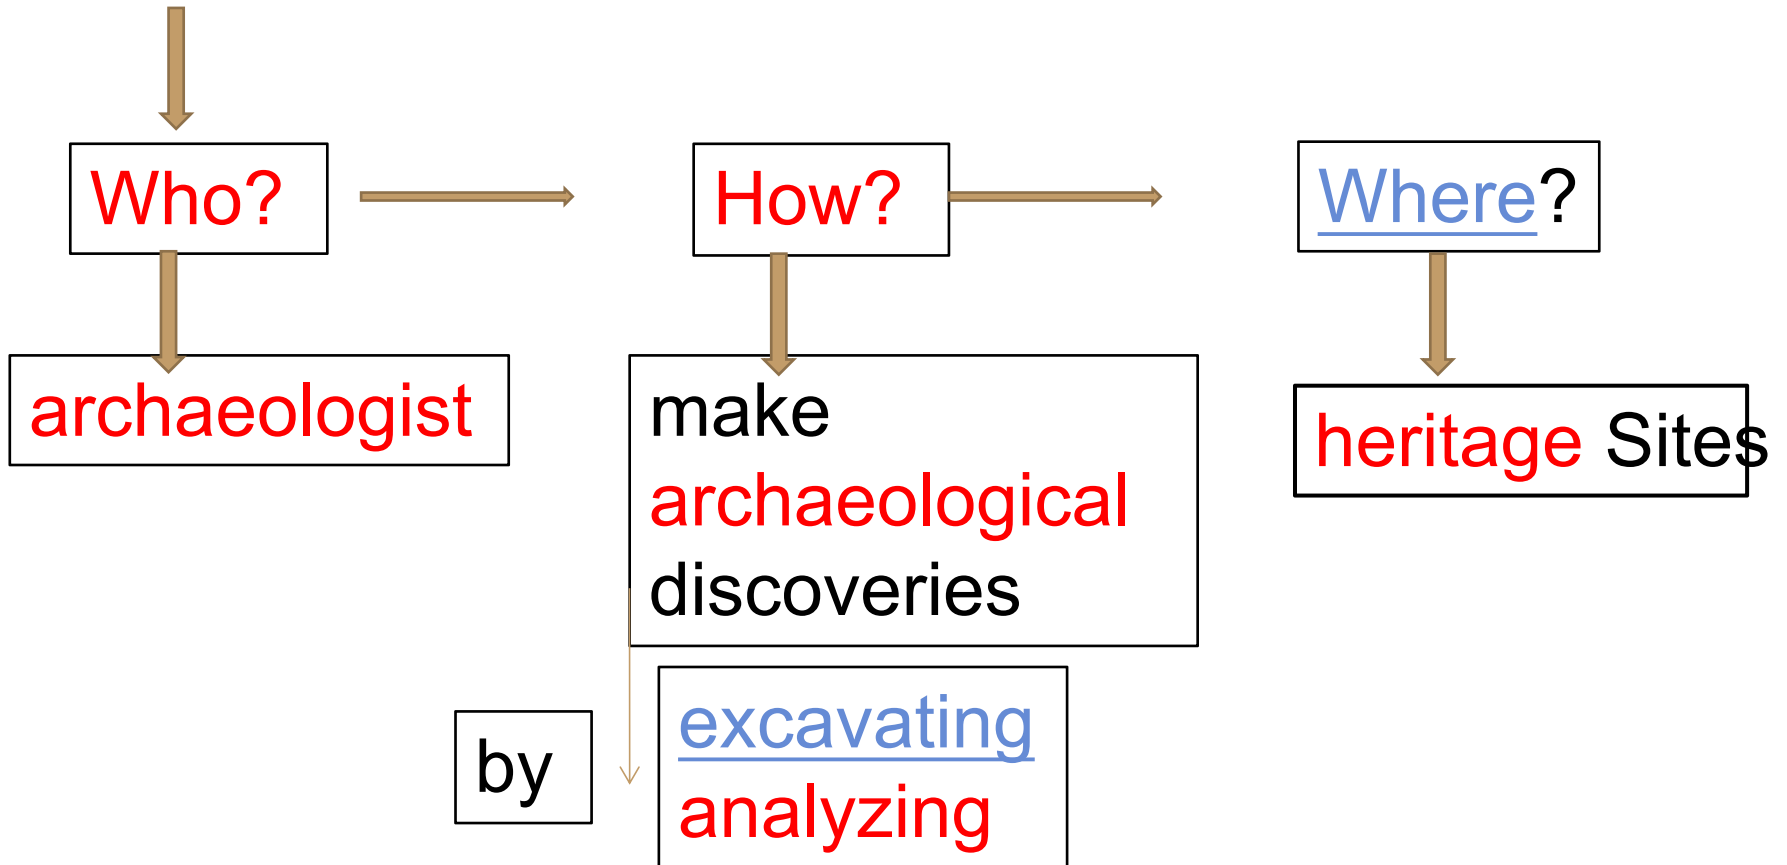 Who?
How?
Where?
archaeologist
make
archaeological
discoveries
heritage Sites
by
excavating
analyzing